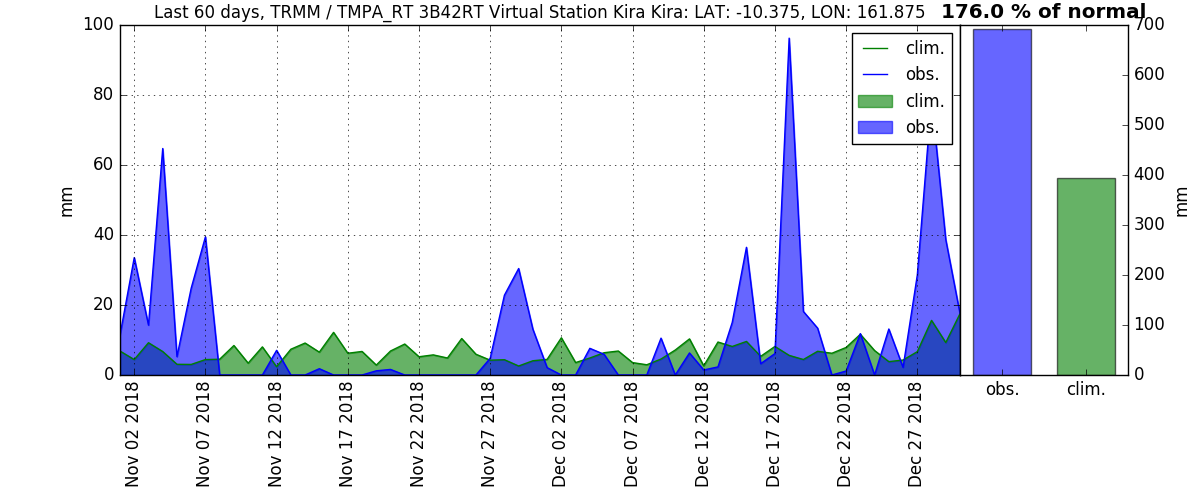 Last 60 days, TRMM / TMPA_RT 3B42RT Virtual Station Kira Kira: LAT: -10.375, LON: 161.875 176.0 % of normal
mm
100
80
60
40
20
0
clim.
obs.
clim.
obs.
Nov 02 2018
Nov 07 2018
Nov 12 2018
Nov 17 2018
Nov 22 2018
Nov 27 2018
Dec 02 2018
Dec 07 2018
Dec 12 2018
Dec 17 2018
Dec 22 2018
Dec 27 2018
700
600
500
400
300
200
100
0
mm
obs. clim.